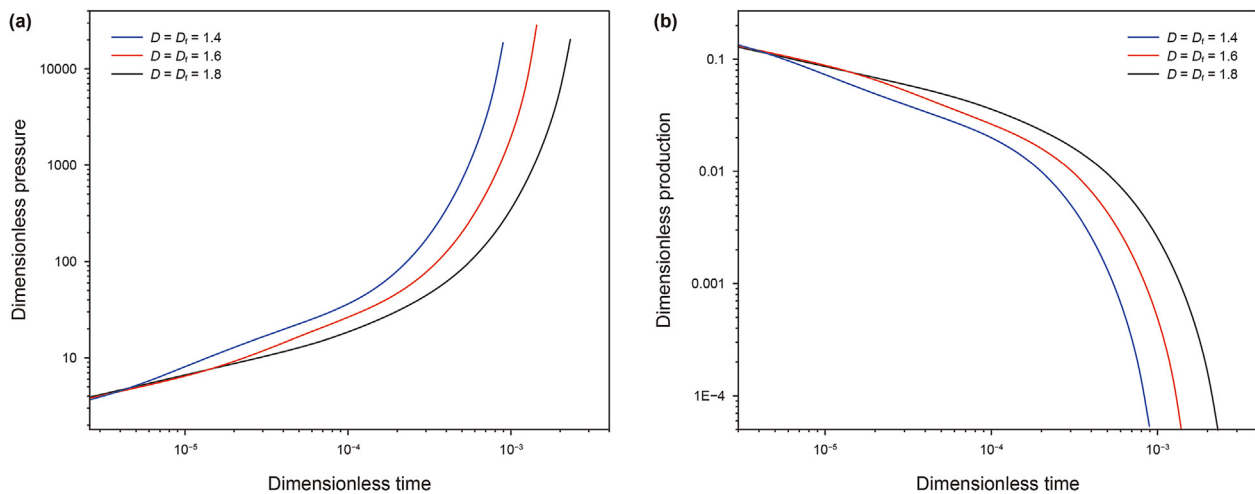 (a)
D = Df = 1.4
D = Df = 1.6
D = Df = 1.8
10000
1000
100
10
Dimensionless pressure
10⁻⁵
10⁻⁴
10⁻³
Dimensionless time
(b)
D = Df = 1.4
D = Df = 1.6
D = Df = 1.8
0.1
0.01
0.001
1E−4
Dimensionless production
10⁻⁵
10⁻⁴
10⁻³
Dimensionless time